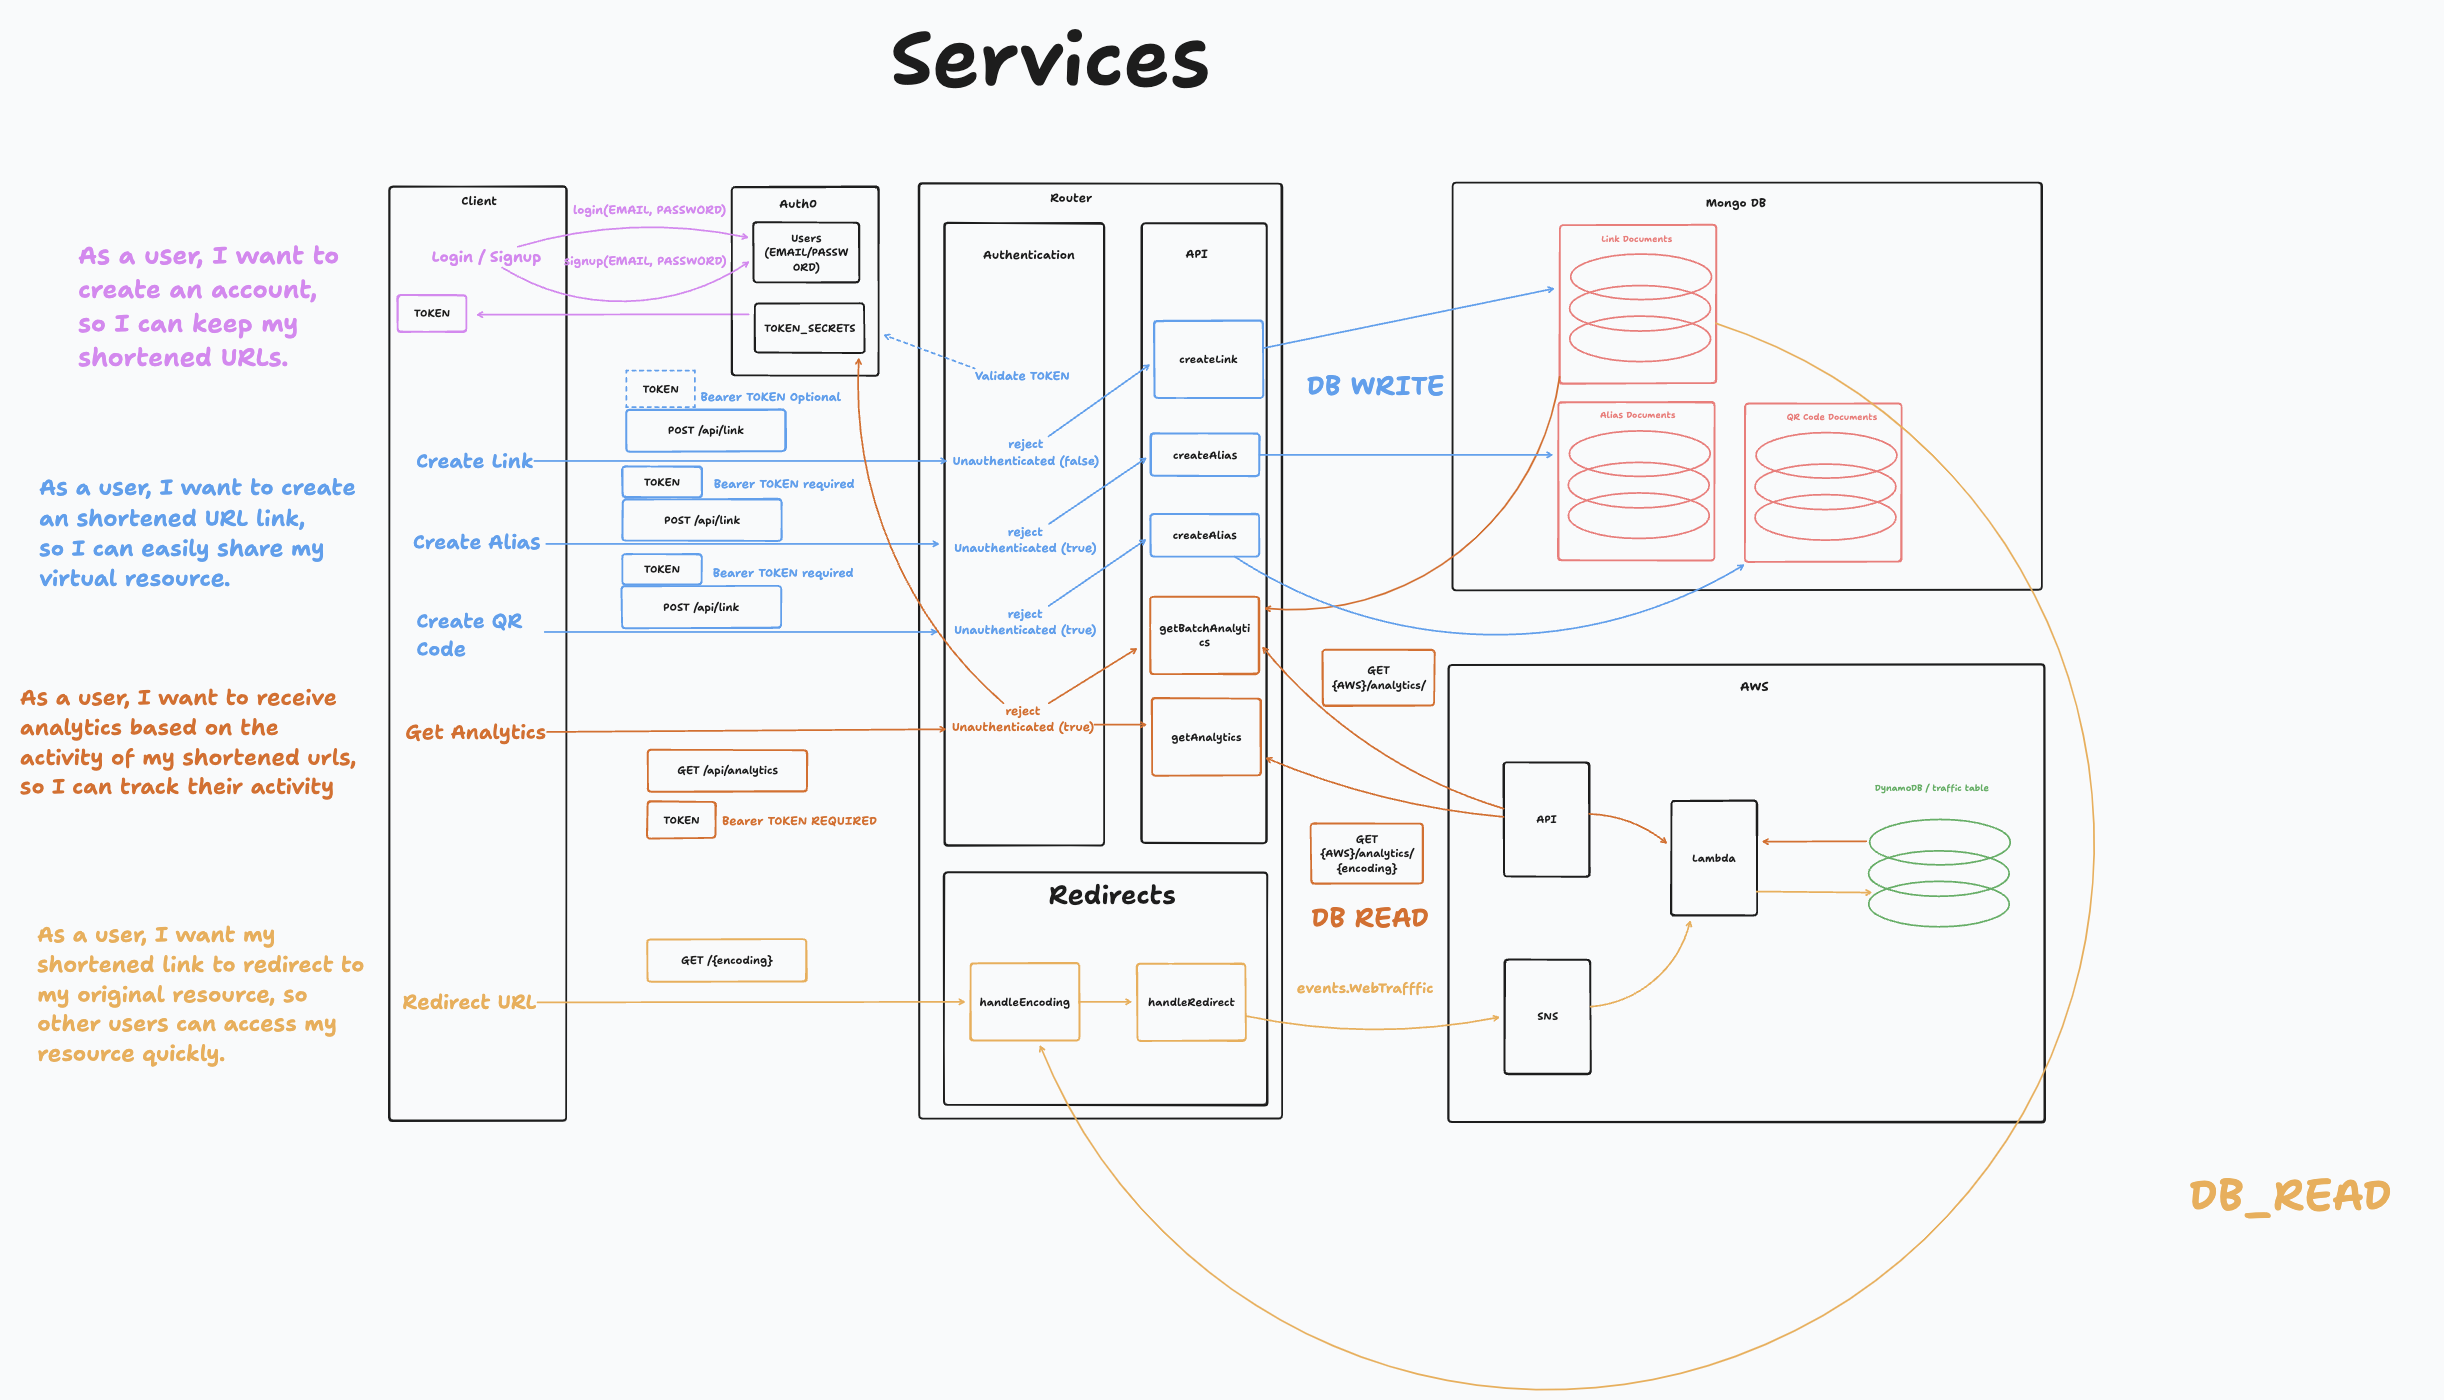 Services
As a user, I want to
create an account,
so I can keep my
shortened URLs.
As a user, I want to create
an shortened URL link,
so I can easily share my
virtual resource.
As a user, I want to receive
analytics based on the
activity of my shortened urls,
so I can track their activity
As a user, I want my
shortened link to redirect to
my original resource, so
other users can access my
resource quickly.
Client
Login / Signup
TOKEN
Create Link
Create Alias
Create QR
Code
Get Analytics
Redirect URL
login(EMAIL, PASSWORD)
signup(EMAIL, PASSWORD)
Auth0
Users
(EMAIL/PASSW
ORD)
TOKEN_SECRETS
TOKEN
Bearer TOKEN Optional
POST /api/link
TOKEN
Bearer TOKEN required
POST /api/link
TOKEN
Bearer TOKEN required
POST /api/link
GET /api/analytics
TOKEN
Bearer TOKEN REQUIRED
GET /{encoding}
Router
Authentication
Validate TOKEN
reject
Unauthenticated (false)
reject
Unauthenticated (true)
reject
Unauthenticated (true)
reject
Unauthenticated (true)
API
createLink
createAlias
createAlias
getBatchAnalyti
cs
getAnalytics
Redirects
handleEncoding
handleRedirect
DB WRITE
GET
{AWS}/analytics/
GET
{AWS}/analytics/
{encoding}
DB READ
events.WebTrafffic
Mongo DB
Link Documents
Alias Documents
QR Code Documents
AWS
API
Lambda
DynamoDB / traffic table
SNS
DB_READ